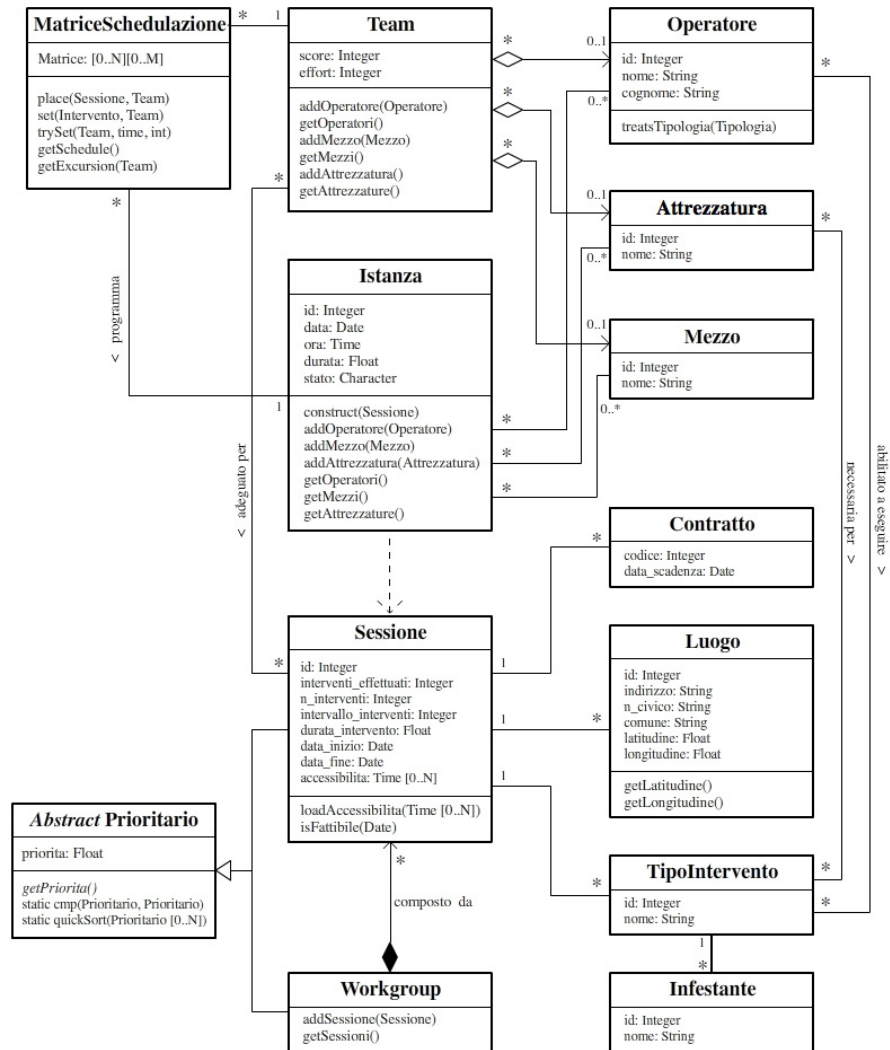 MatriceSchedulazione
Matrice: [0..N][0..M]
place(Sessione, Team)
set(Intervento, Team)
trySet(Team, time, int)
getSchedule()
getExcursion(Team)
*
1
*
Team
score: Integer
effort: Integer
addOperatore(Operatore)
getOperatori()
addMezzo(Mezzo)
getMezzi()
addAttrezzatura()
getAttrezzature()
*
*
*
*
0..1
0..1
0..1
Operatore
id: Integer
nome: String
cognome: String
treatsTipologia(Tipologia)
*
0..*
Attrezzatura
id: Integer
nome: String
*
0..*
Mezzo
id: Integer
nome: String
0..*
< programma
1
Istanza
id: Integer
data: Date
ora: Time
durata: Float
stato: Character
construct(Sessione)
addOperatore(Operatore)
addMezzo(Mezzo)
addAttrezzatura(Attrezzatura)
getOperatori()
getMezzi()
getAttrezzature()
*
*
*
< adeguato per
necessaria per >
abilitato a eseguire >
Contratto
codice: Integer
data_scadenza: Date
*
Sessione
id: Integer
interventi_effettuati: Integer
n_interventi: Integer
intervallo_interventi: Integer
durata_intervento: Float
data_inizio: Date
data_fine: Date
accessibilita: Time [0..N]
loadAccessibilita(Time [0..N])
isFattibile(Date)
*
1
1
1
*
Luogo
id: Integer
indirizzo: String
n_civico: String
comune: String
latitudine: Float
longitudine: Float
getLatitudine()
getLongitudine()
*
Abstract Prioritario
priorita: Float
getPriorita()
static cmp(Prioritario, Prioritario)
static quickSort(Prioritario [0..N])
composto da
TipoIntervento
id: Integer
nome: String
*
*
*
1
*
Workgroup
addSessione(Sessione)
getSessioni()
Infestante
id: Integer
nome: String